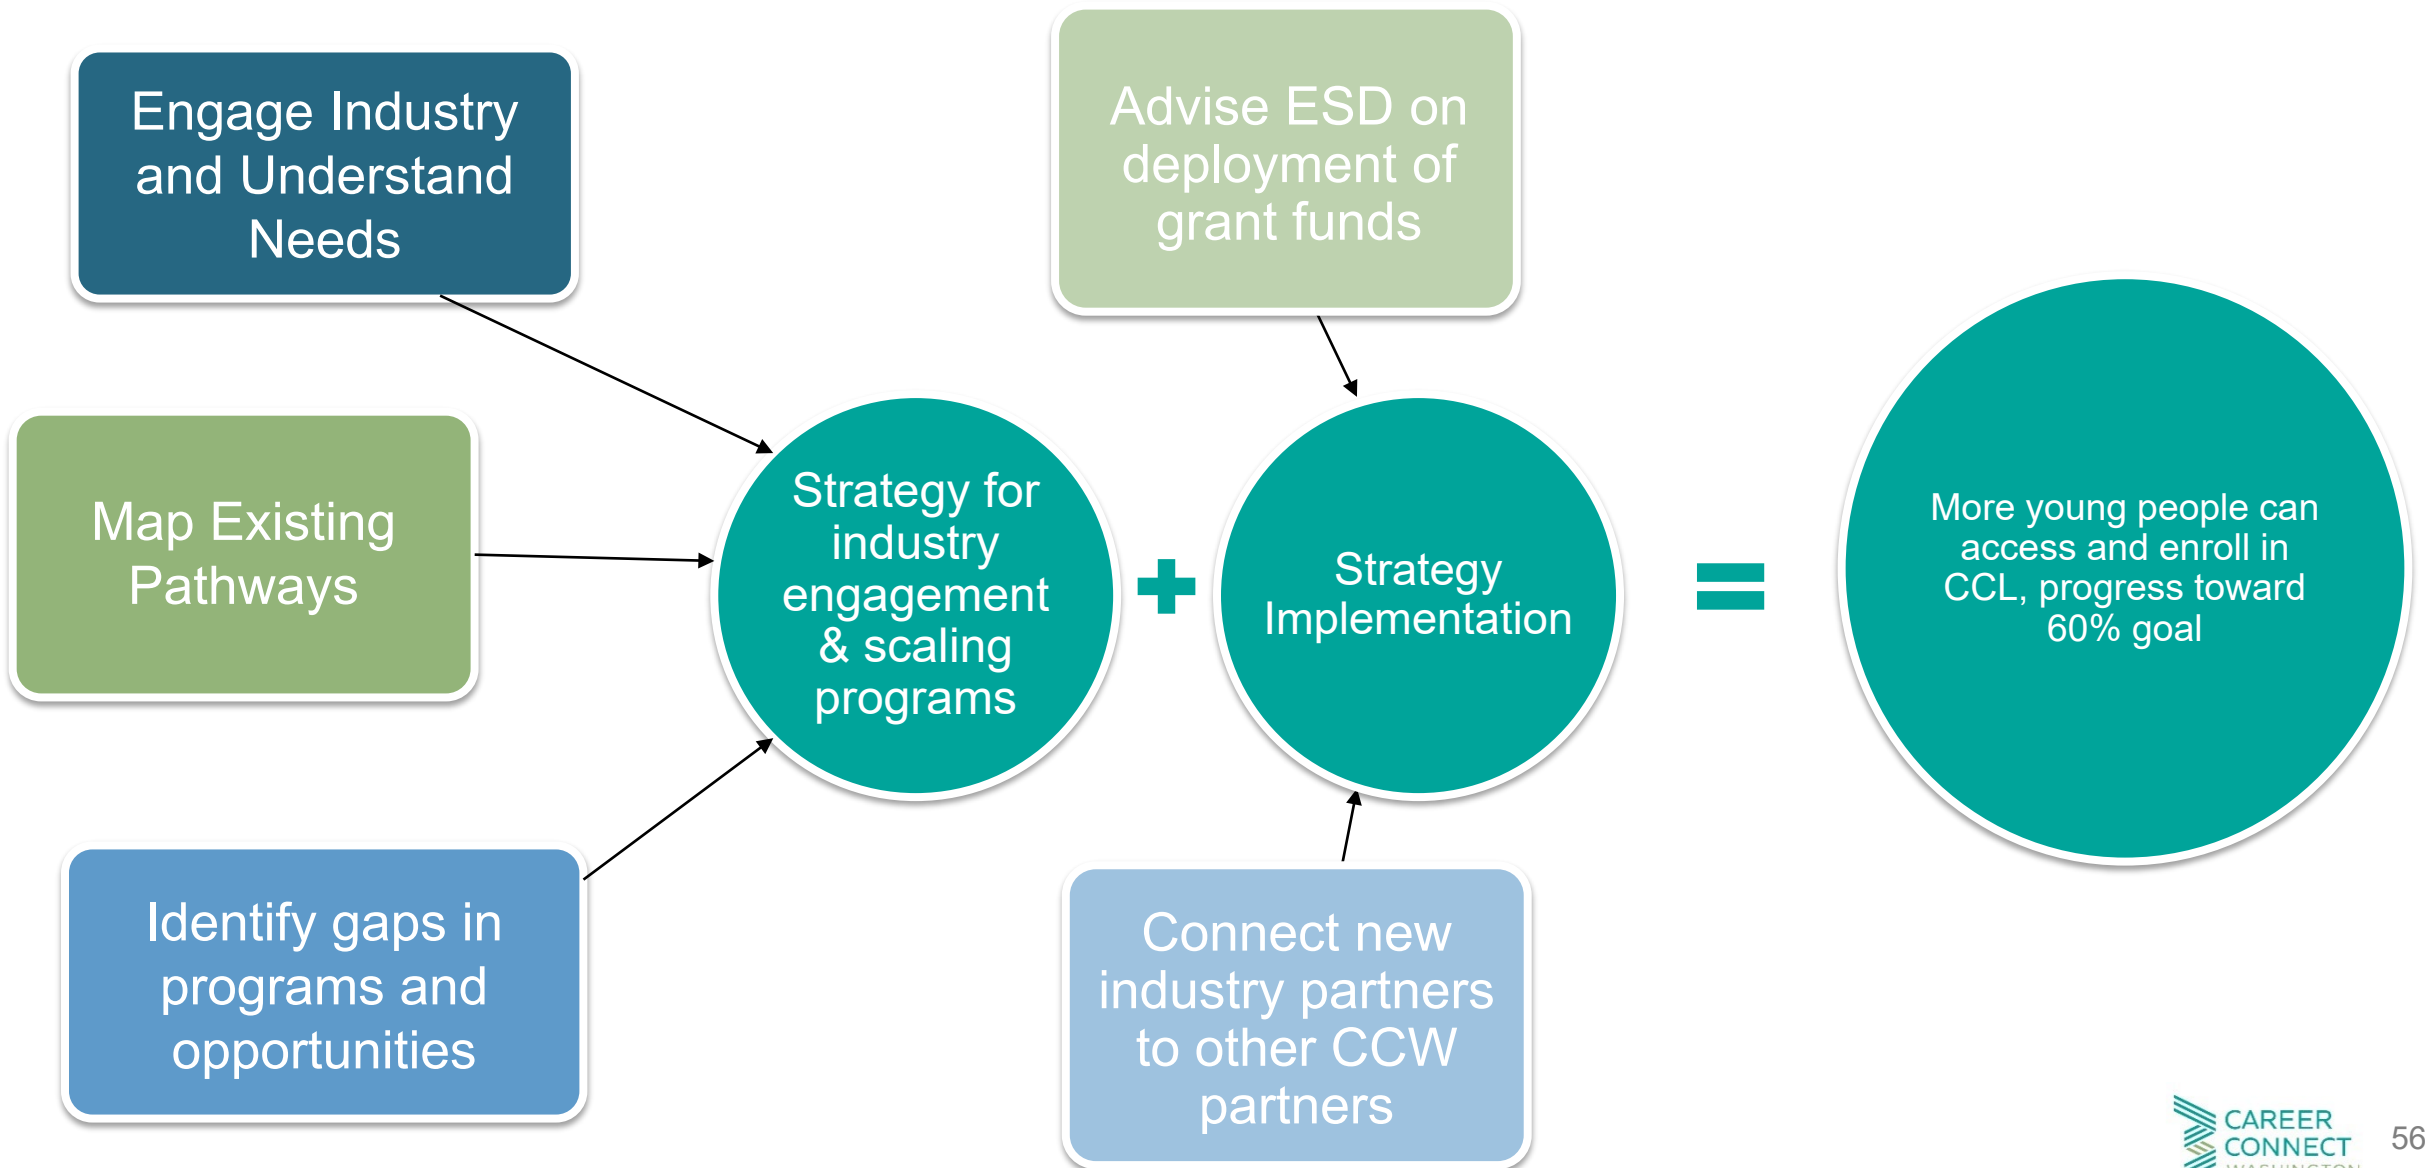 Engage Industry
and Understand
Needs
Advise ESD on
deployment of
grant funds
Map Existing
Pathways
Strategy for
industry
engagement
& scaling
programs
Strategy
Implementation
More young people can
access and enroll in
CCL, progress toward
60% goal
Identify gaps in
programs and
opportunities
Connect new
industry partners
to other CCW
partners
CAREER
CONNECT
WASHINGTON
56